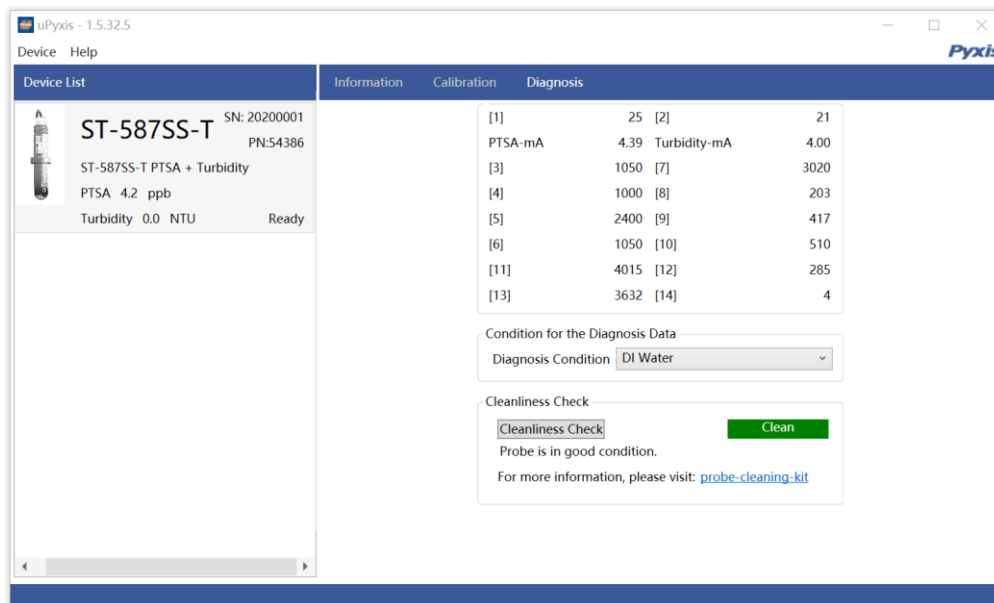 uPyxis - 1.5.32.5
Device Help
Pyxis
Device List
Information Calibration Diagnosis
ST-587SS-T
SN: 20200001
PN:54386
ST-587SS-T PTSA + Turbidity
PTSA 4.2 ppb
Turbidity 0.0 NTU Ready
[1] 25 [2] 21
PTSA-mA 4.39 Turbidity-mA 4.00
[3] 1050 [7] 3020
[4] 1000 [8] 203
[5] 2400 [9] 417
[6] 1050 [10] 510
[11] 4015 [12] 285
[13] 3632 [14] 4
Condition for the Diagnosis Data
Diagnosis Condition DI Water
Cleanliness Check
Cleanliness Check Clean
Probe is in good condition.
For more information, please visit: probe-cleaning-kit